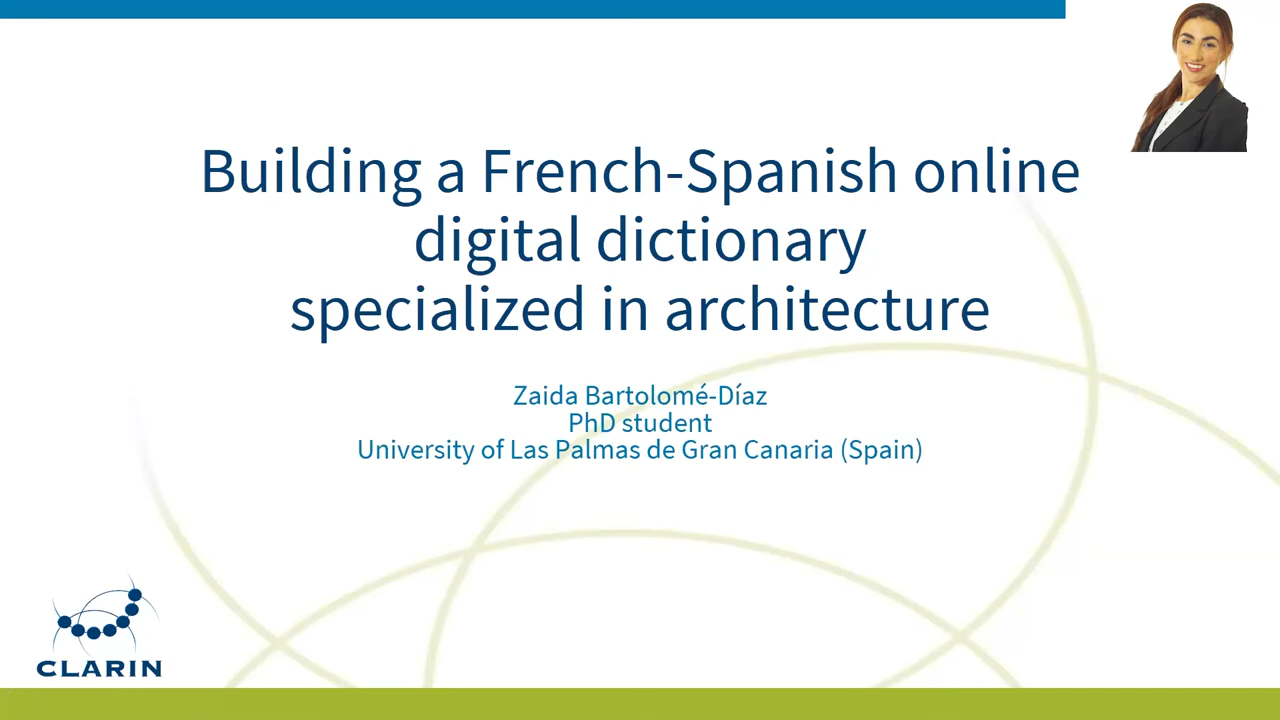 Building a French-Spanish online
digital dictionary
specialized in architecture
Zaida Bartolomé-Díaz
PhD student
University of Las Palmas de Gran Canaria (Spain)
CLARIN